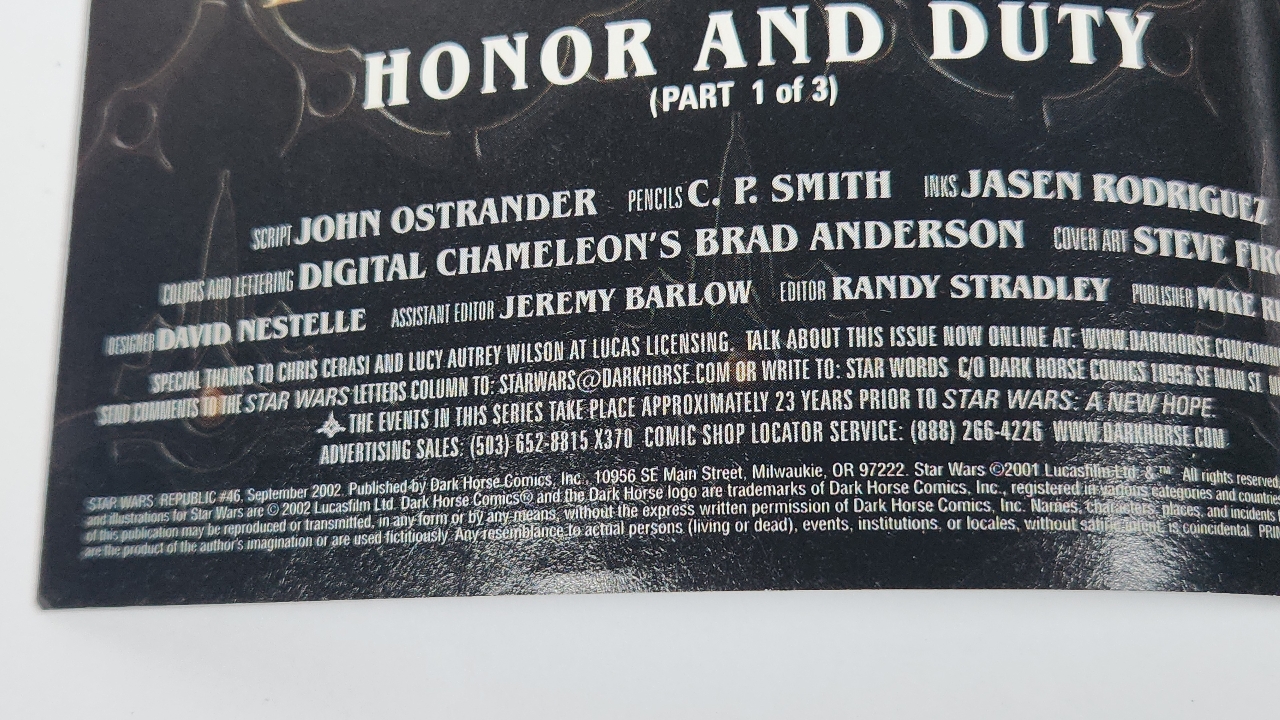 HONOR AND DUTY
(PART 1 of 3)
SCRIPT JOHN OSTRANDER PENCILS C. P. SMITH INKS JASEN RODRIGUEZ
COLORS AND LETTERING DIGITAL CHAMELEON'S BRAD ANDERSON COVER ART STEVE
DESIGNER DAVID NESTELLE ASSISTANT EDITOR JEREMY BARLOW EDITOR RANDY STRADLEY PUBLISHER MIKE
SPECIAL THANKS TO CHRIS CERASI AND LUCY AUTREY WILSON AT LUCAS LICENSING. TALK ABOUT THIS ISSUE NOW ONLINE AT: WWW.DARKHORSE.COM/COMM
SEND COMMENTS TO THE STAR WARS LETTERS COLUMN TO: STARWARS@DARKHORSE.COM OR WRITE TO: STAR WORDS C/O DARK HORSE COMICS 10956 SE MAIN ST
THE EVENTS IN THIS SERIES TAKE PLACE APPROXIMATELY 23 YEARS PRIOR TO STAR WARS: A NEW HOPE.
ADVERTISING SALES: (503) 652-8815 X370 COMIC SHOP LOCATOR SERVICE: (888) 266-4226 WWW.DARKHORSE.COM
STAR WARS: REPUBLIC #46, September 2002. Published by Dark Horse Comics, Inc., 10956 SE Main Street, Milwaukie, OR 97222. Star Wars ©2001 Lucasfilm Ltd. & ™. All rights reserved.
and illustrations for Star Wars are © 2002 Lucasfilm Ltd. Dark Horse Comics® and the Dark Horse logo are trademarks of Dark Horse Comics, Inc., registered in various categories and countries
of this publication may be reproduced or transmitted, in any form or by any means, without the express written permission of Dark Horse Comics, Inc. Names, characters, places, and incidents
are the product of the author's imagination or are used fictitiously. Any resemblance to actual persons (living or dead), events, institutions, or locales, without satiric intent, is coincidental.